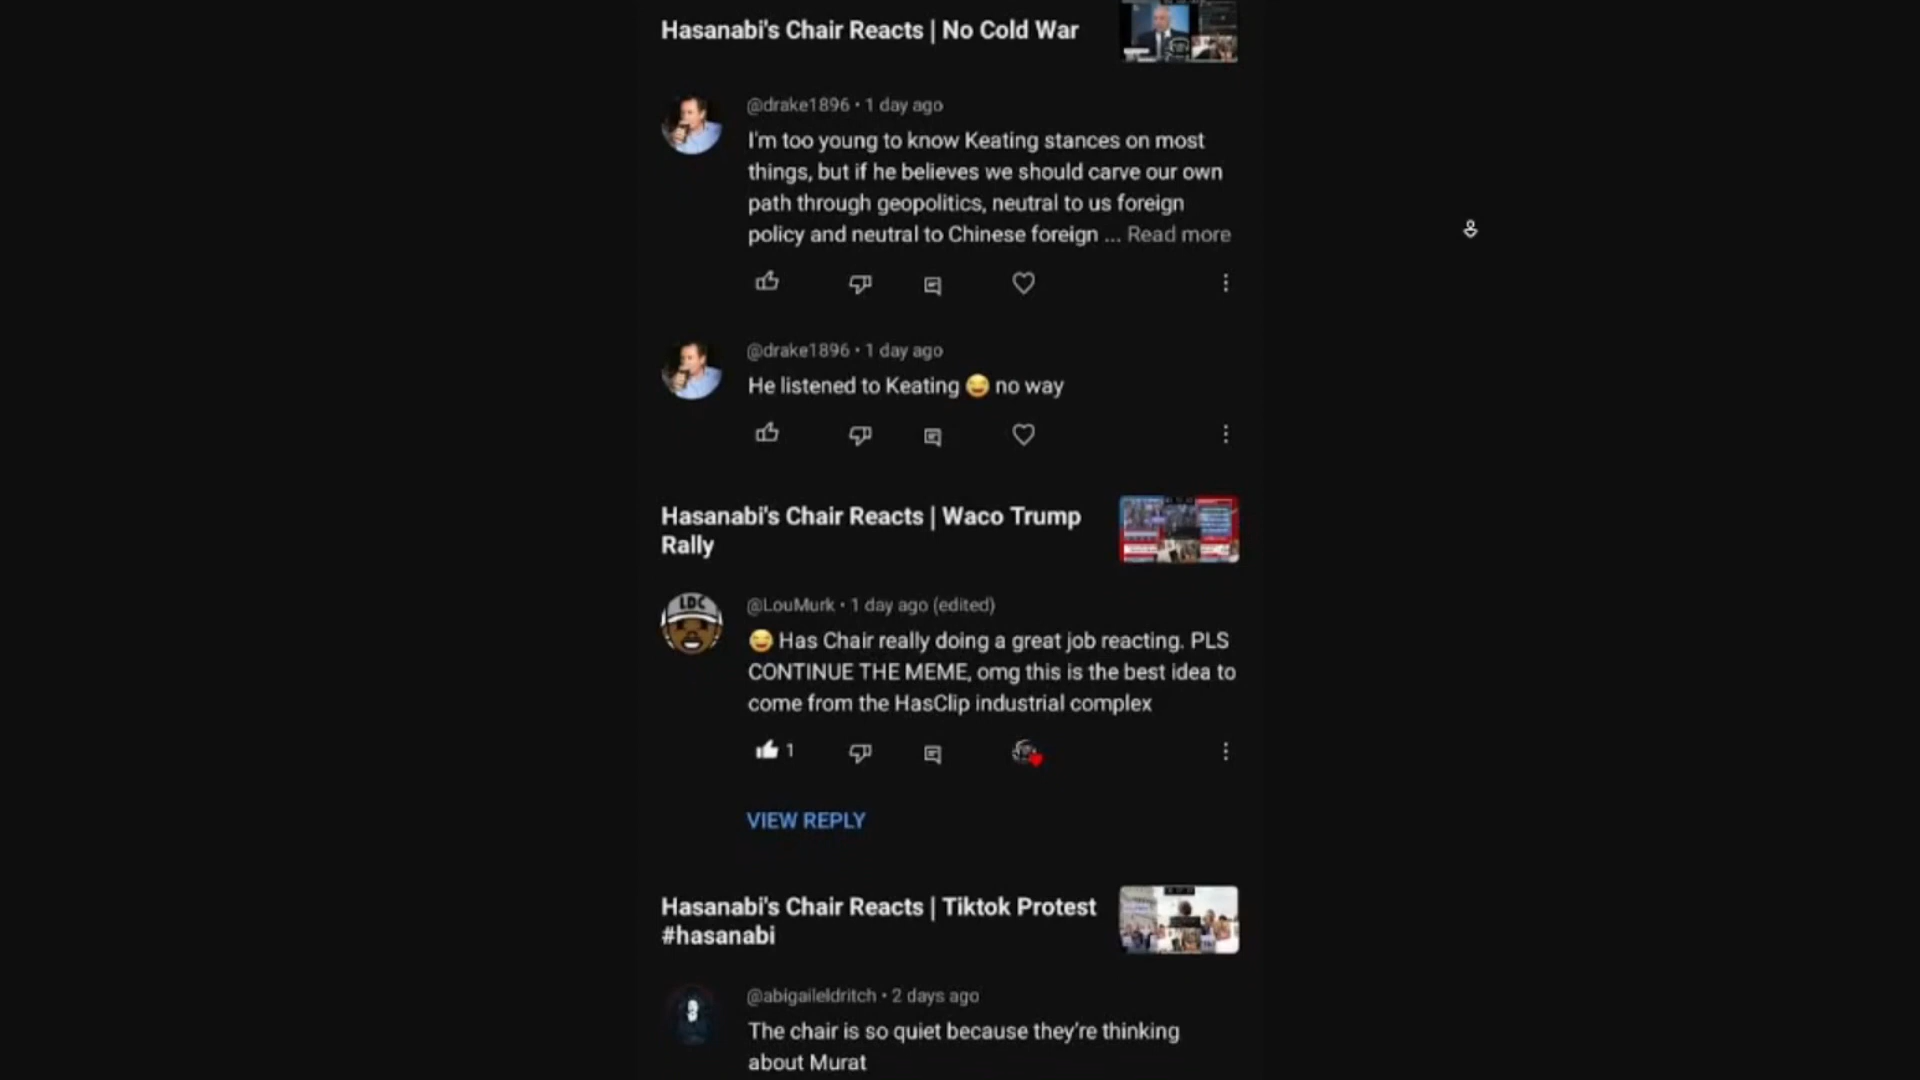 Hasanabi's Chair Reacts | No Cold War
@drake1896 • 1 day ago
I'm too young to know Keating stances on most
things, but if he believes we should carve our own
path through geopolitics, neutral to us foreign
policy and neutral to Chinese foreign ... Read more
@drake1896 • 1 day ago
He listened to Keating 😂 no way
Hasanabi's Chair Reacts | Waco Trump
Rally
LDC
@LouMurk • 1 day ago (edited)
😂 Has Chair really doing a great job reacting. PLS
CONTINUE THE MEME, omg this is the best idea to
come from the HasClip industrial complex
1
VIEW REPLY
Hasanabi's Chair Reacts | Tiktok Protest
#hasanabi
@abigaileldritch • 2 days ago
The chair is so quiet because they're thinking
about Murat